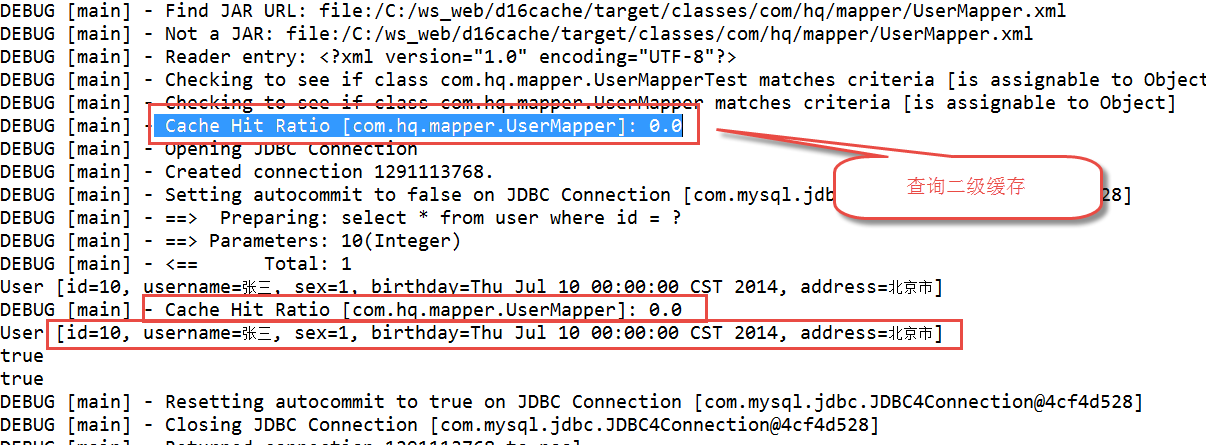 DEBUG [main] - Find JAR URL: file:/C:/ws_web/d16cache/target/classes/com/hq/mapper/UserMapper.xml
DEBUG [main] - Not a JAR: file:/C:/ws_web/d16cache/target/classes/com/hq/mapper/UserMapper.xml
DEBUG [main] - Reader entry: <?xml version="1.0" encoding="UTF-8"?>
DEBUG [main] - Checking to see if class com.hq.mapper.UserMapperTest matches criteria [is assignable to Object
DEBUG [main] - Checking to see if class com.hq.mapper.UserMapper matches criteria [is assignable to Object]
DEBUG [main] - Cache Hit Ratio [com.hq.mapper.UserMapper]: 0.0
DEBUG [main] - Opening JDBC Connection
DEBUG [main] - Created connection 1291113768.
查询二级缓存
DEBUG [main] - Setting autocommit to false on JDBC Connection [com.mysql.jdb 28]
DEBUG [main] - ==>  Preparing: select * from user where id = ?
DEBUG [main] - ==> Parameters: 10(Integer)
DEBUG [main] - <==      Total: 1
User [id=10, username=张三, sex=1, birthday=Thu Jul 10 00:00:00 CST 2014, address=北京市]
DEBUG [main] - Cache Hit Ratio [com.hq.mapper.UserMapper]: 0.0
User [id=10, username=张三, sex=1, birthday=Thu Jul 10 00:00:00 CST 2014, address=北京市]
true
true
DEBUG [main] - Resetting autocommit to true on JDBC Connection [com.mysql.jdbc.JDBC4Connection@4cf4d528]
DEBUG [main] - Closing JDBC Connection [com.mysql.jdbc.JDBC4Connection@4cf4d528]
DEBUG [main] - Returned connection 1291113768 to pool